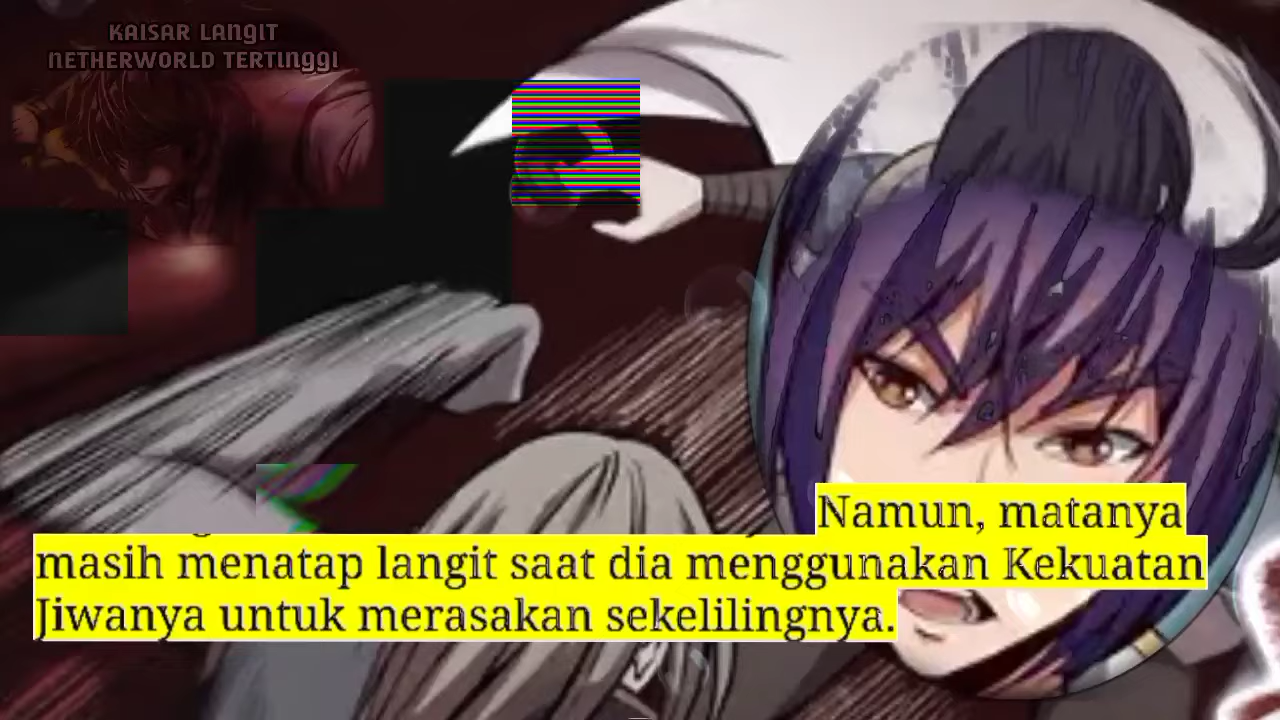 KAISAR LANGIT
NETHERWORLD TERTINGGI
Namun, matanya
masih menatap langit saat dia menggunakan Kekuatan
Jiwanya untuk merasakan sekelilingnya.